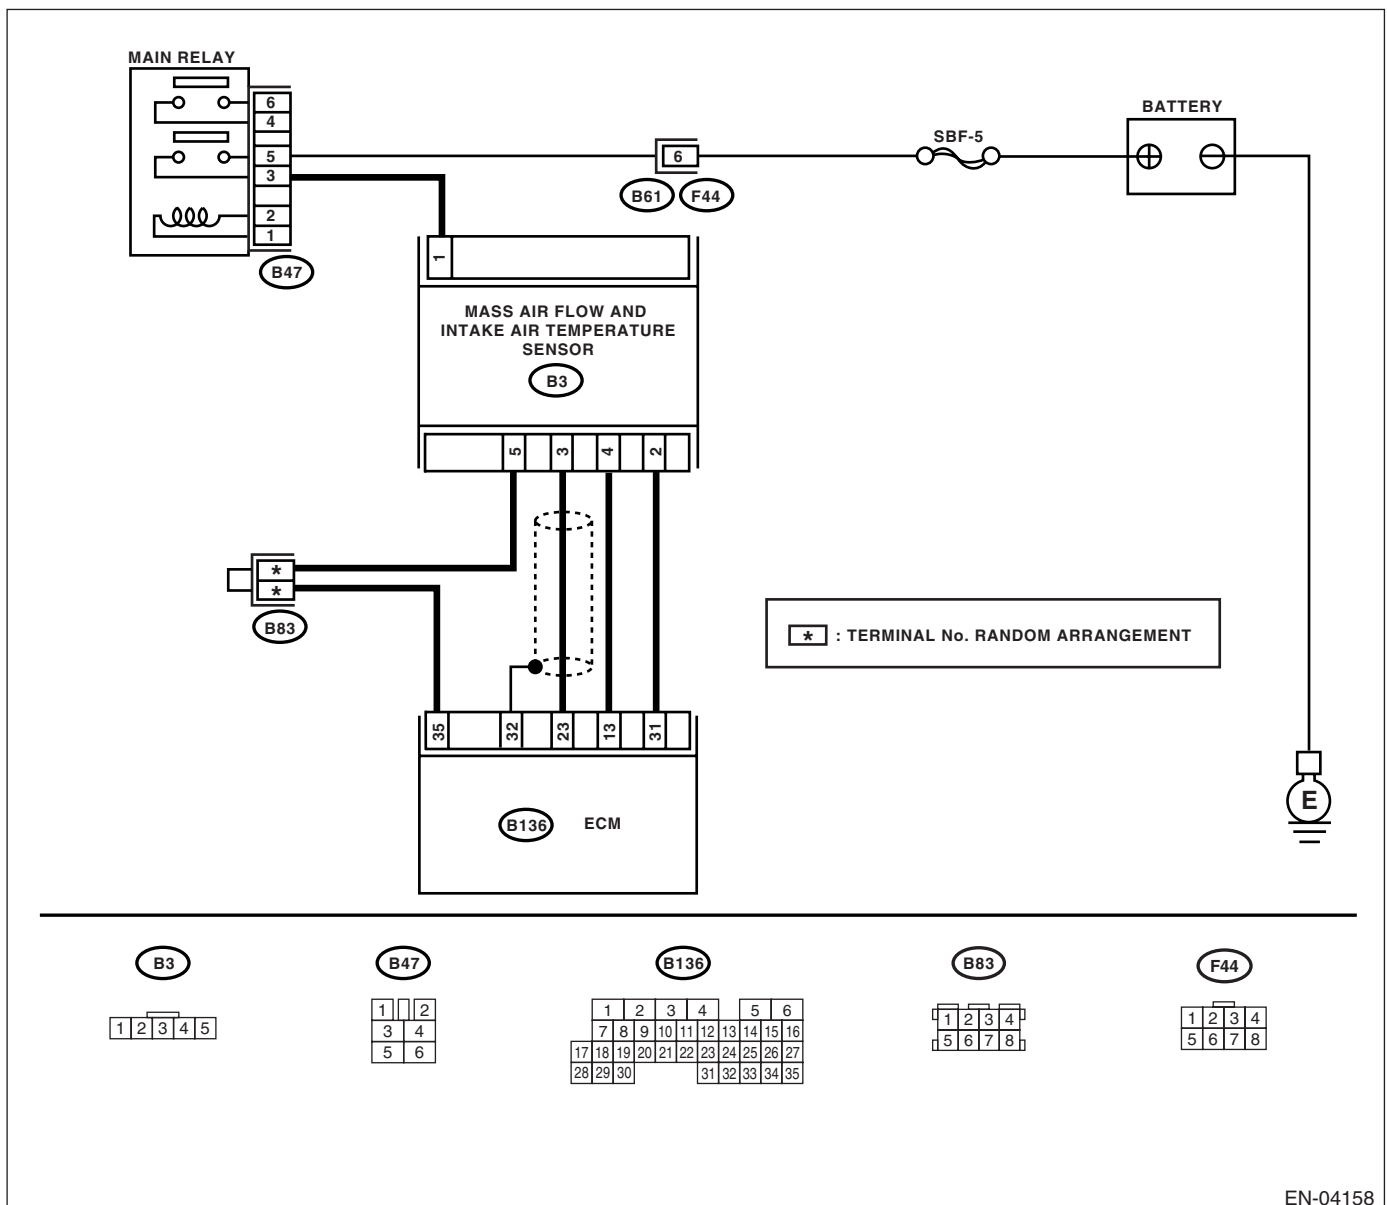 MAIN RELAY
6
4
5
3
2
1
B47
6
B61 F44
SBF-5
BATTERY
1
MASS AIR FLOW AND
INTAKE AIR TEMPERATURE
SENSOR
B3
5 3 4 2
*
*
B83
* : TERMINAL No. RANDOM ARRANGEMENT
35 32 23 13 31
B136 ECM
E
B3
1 2 3 4 5
B47
1 2
3 4
5 6
B136
1 2 3 4 5 6
7 8 9 10 11 12 13 14 15 16
17 18 19 20 21 22 23 24 25 26 27
28 29 30 31 32 33 34 35
B83
1 2 3 4
5 6 7 8
F44
1 2 3 4
5 6 7 8
EN-04158